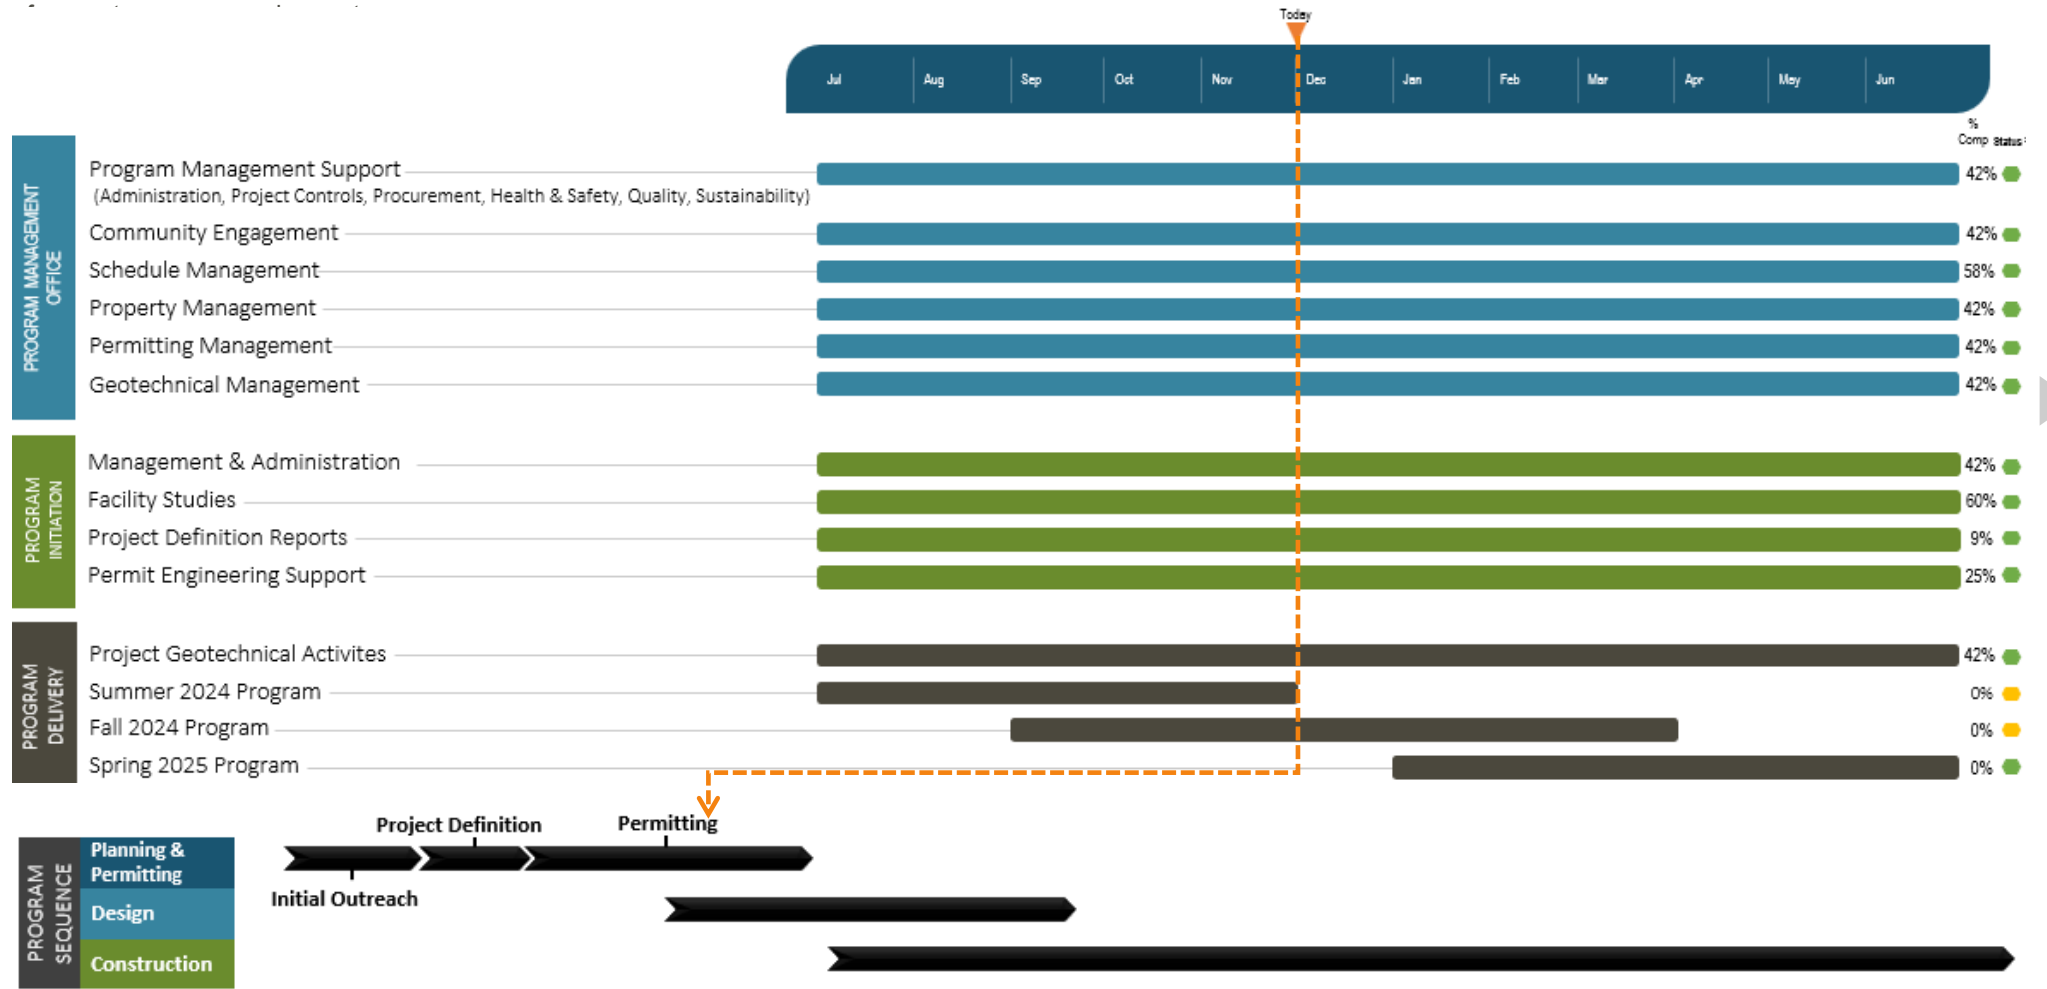 Today
Jul Aug Sep Oct Nov Dec Jan Feb Mar Apr May Jun
%
Comp Status
PROGRAM MANAGEMENT
OFFICE
Program Management Support 42%
(Administration, Project Controls, Procurement, Health & Safety, Quality, Sustainability)
Community Engagement 42%
Schedule Management 58%
Property Management 42%
Permitting Management 42%
Geotechnical Management 42%
PROGRAM
INITIATION
Management & Administration 42%
Facility Studies 60%
Project Definition Reports 9%
Permit Engineering Support 25%
PROGRAM
DELIVERY
Project Geotechnical Activites 42%
Summer 2024 Program 0%
Fall 2024 Program 0%
Spring 2025 Program 0%
PROGRAM
SEQUENCE
Project Definition Permitting
Planning &
Permitting
Initial Outreach
Design
Construction